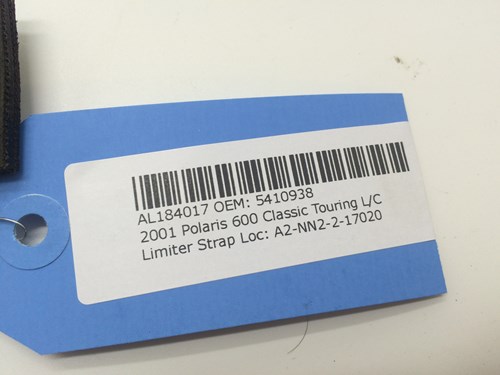 AL184017 OEM: 5410938
2001 Polaris 600 Classic Touring L/C
Limiter Strap Loc: A2-NN2-2-17020